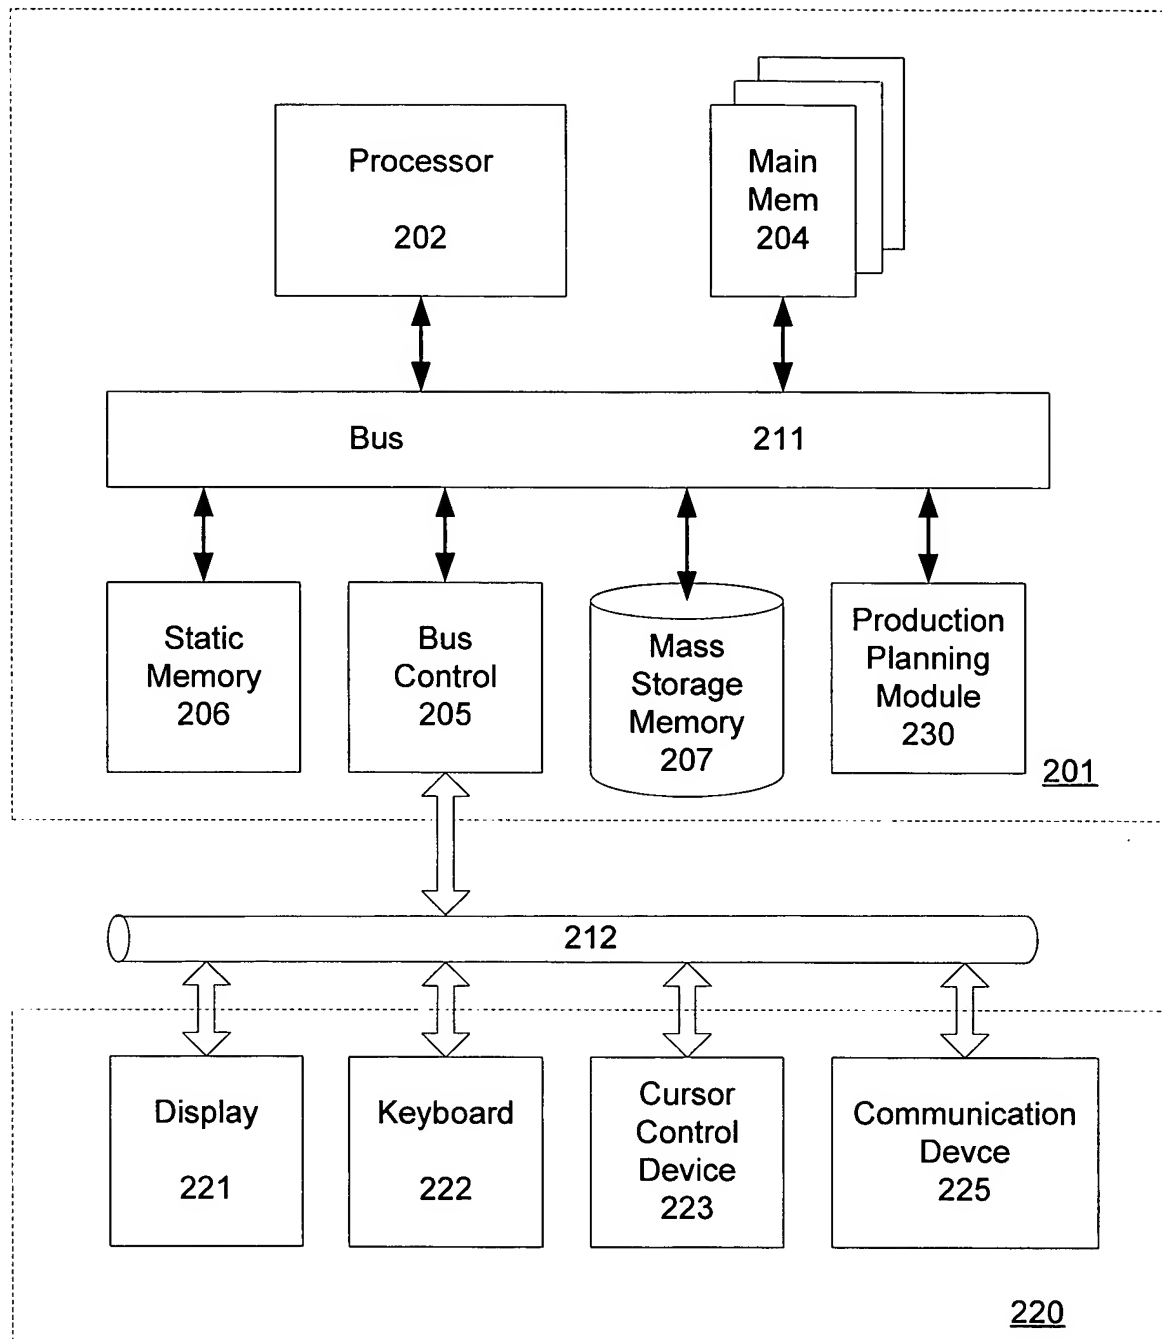 Processor
202
Main
Mem
204
Bus 211
Static
Memory
206
Bus
Control
205
Mass
Storage
Memory
207
Production
Planning
Module
230
201
212
Display
221
Keyboard
222
Cursor
Control
Device
223
Communication
Devce
225
220